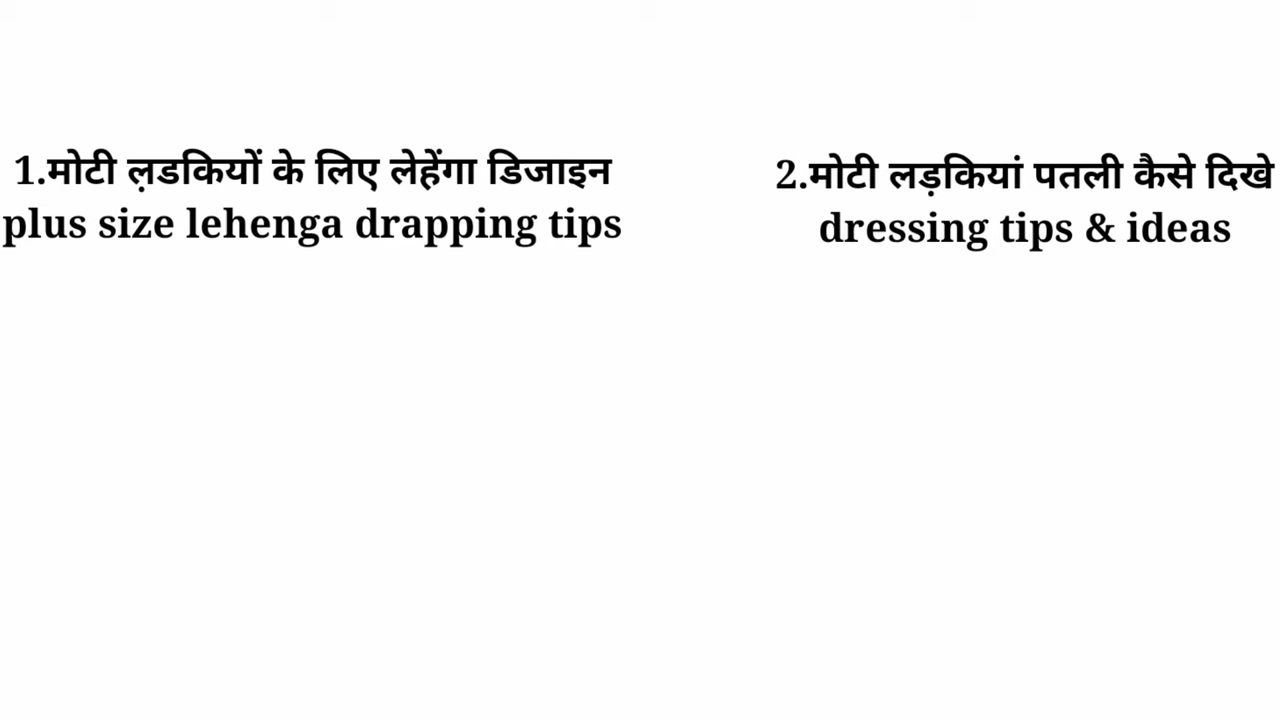 1.मोटी ल़डकियों के लिए लेहेंगा डिजाइन
plus size lehenga drapping tips
2.मोटी लड़कियां पतली कैसे दिखे
dressing tips & ideas